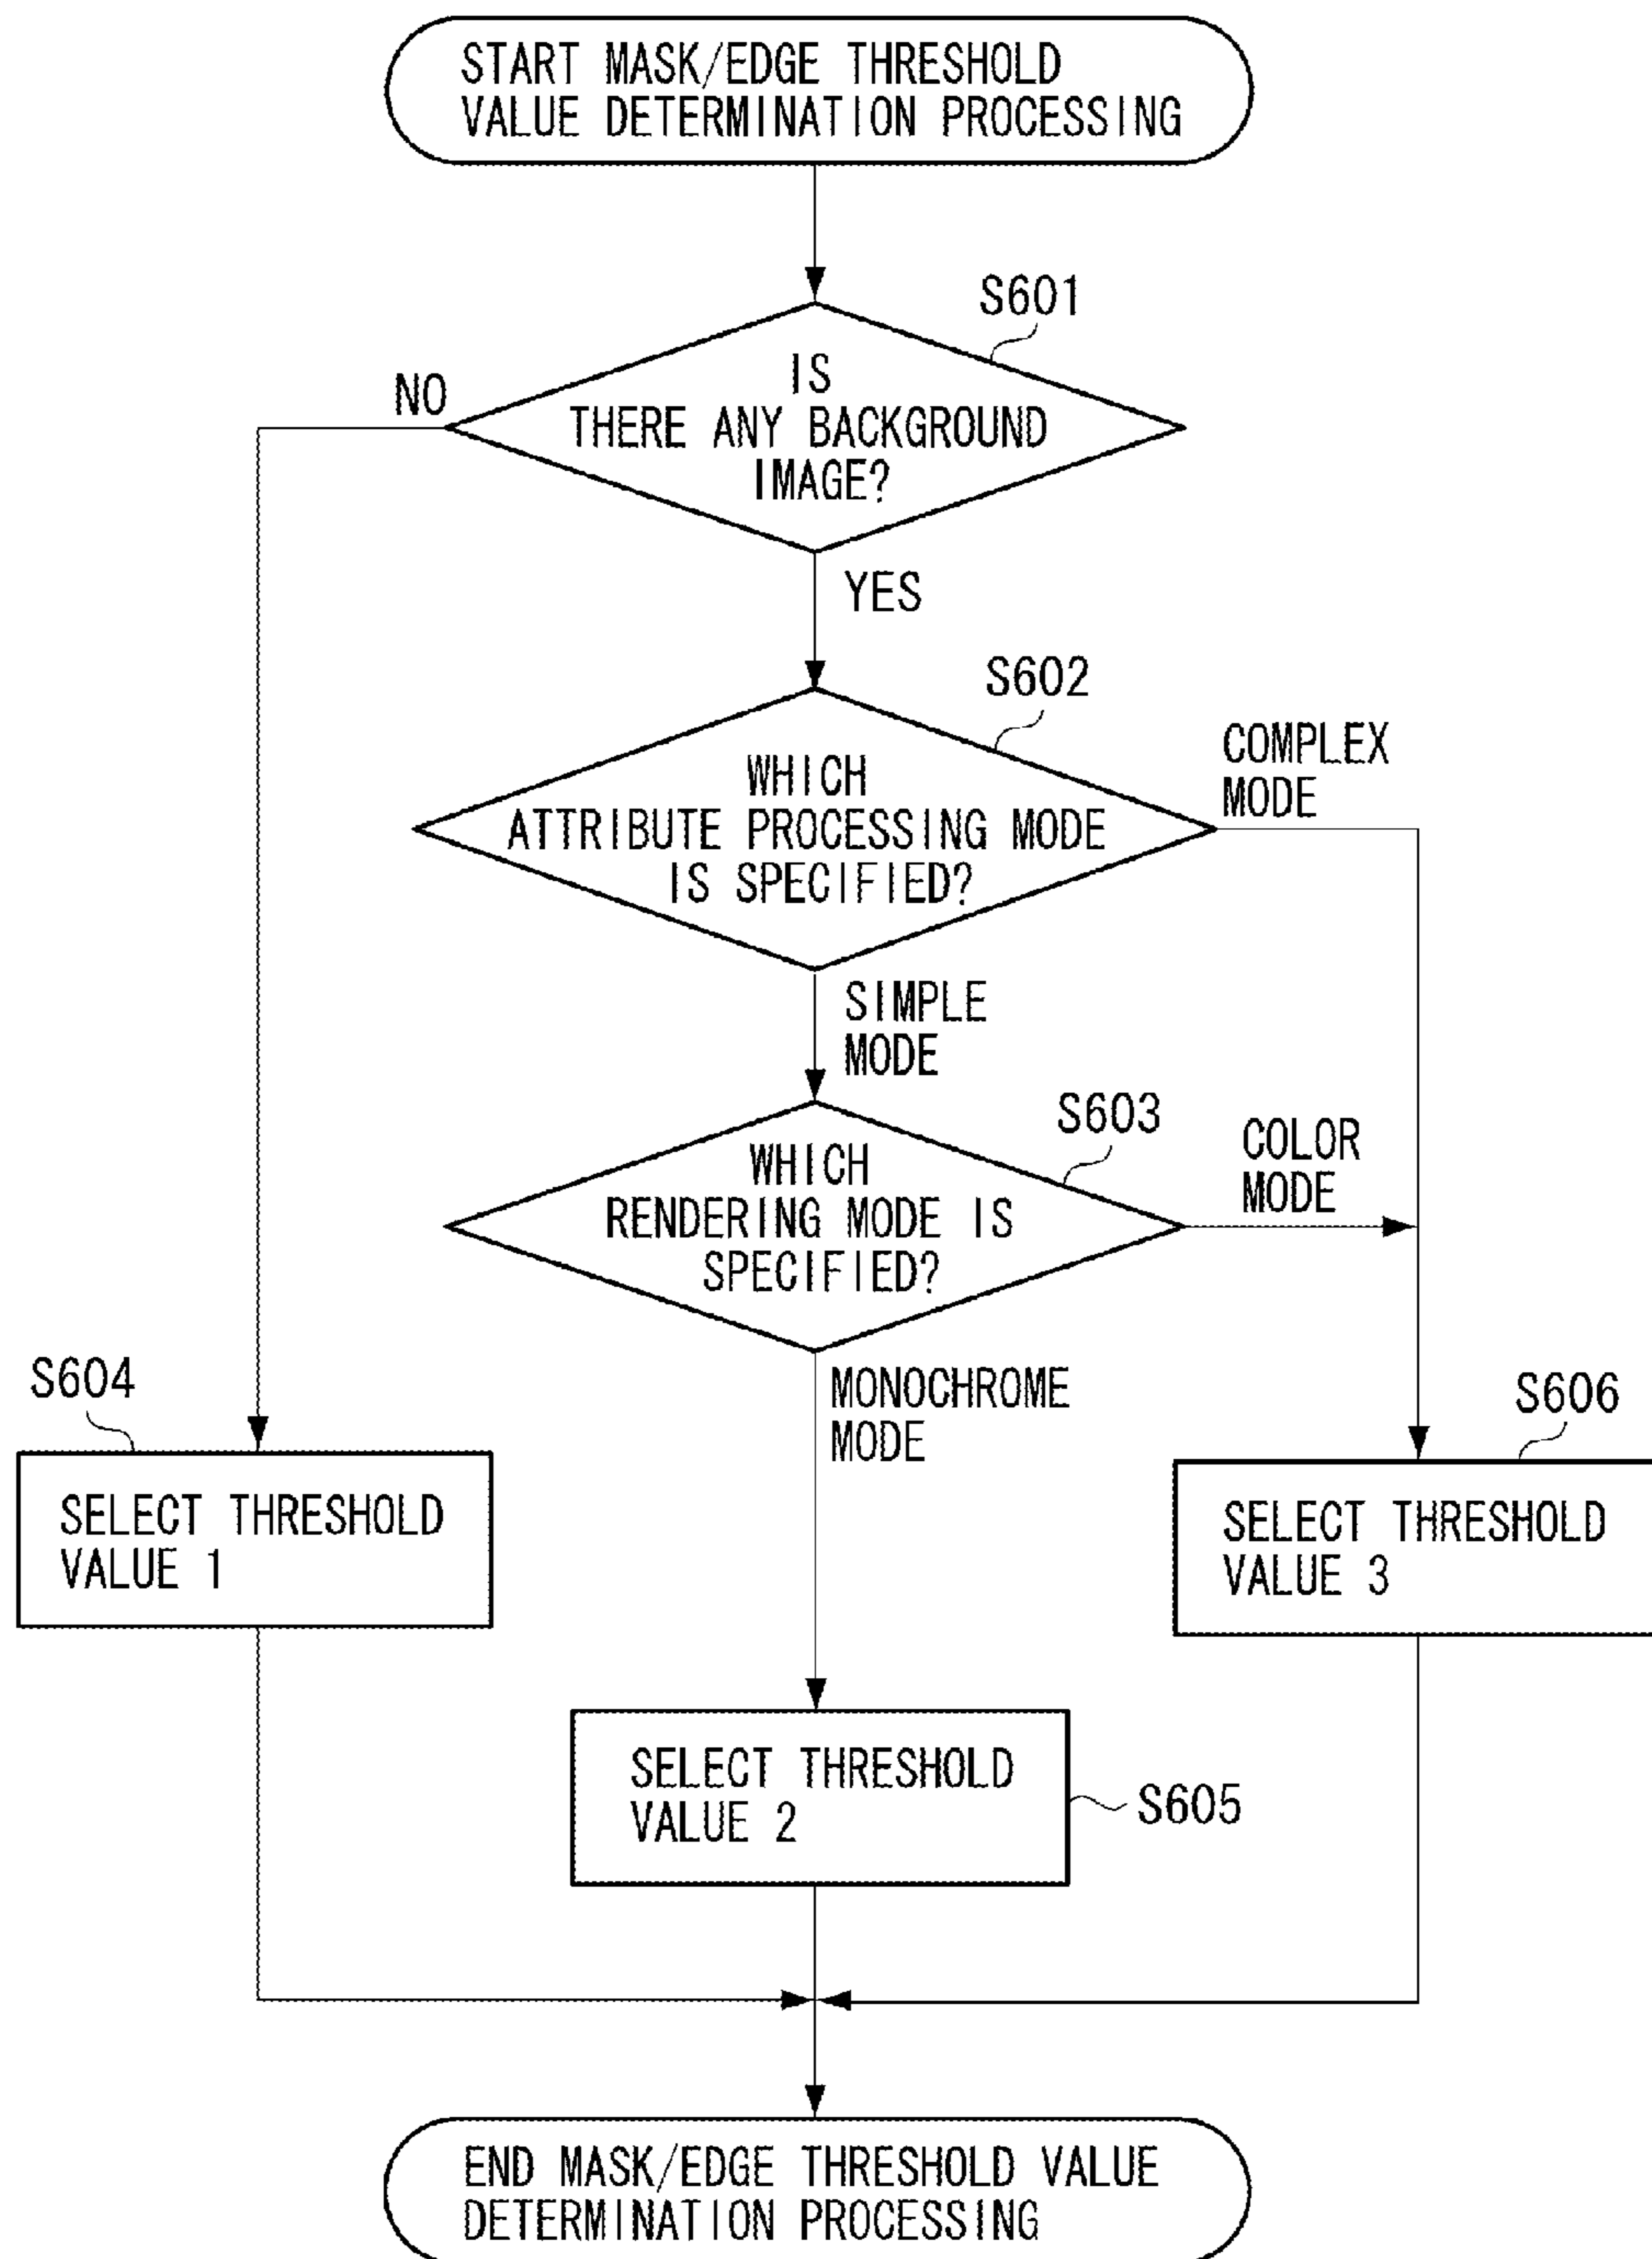 START MASK/EDGE THRESHOLD
VALUE DETERMINATION PROCESSING
S601
IS
THERE ANY BACKGROUND
IMAGE?
NO
YES
S602
WHICH
ATTRIBUTE PROCESSING MODE
IS SPECIFIED?
COMPLEX
MODE
SIMPLE
MODE
S603
WHICH
RENDERING MODE IS
SPECIFIED?
COLOR
MODE
MONOCHROME
MODE
S604
SELECT THRESHOLD
VALUE 1
S606
SELECT THRESHOLD
VALUE 3
SELECT THRESHOLD
VALUE 2
S605
END MASK/EDGE THRESHOLD VALUE
DETERMINATION PROCESSING